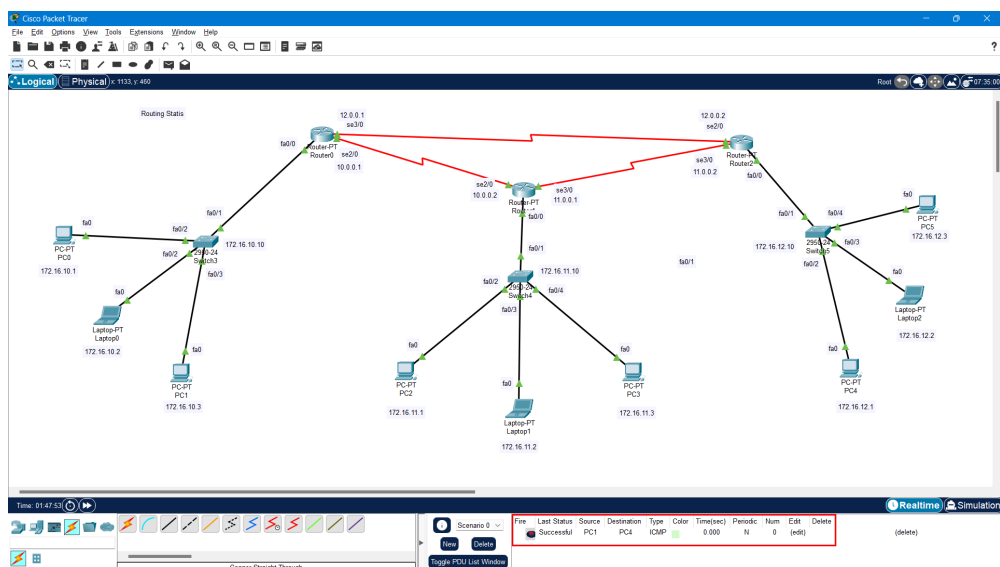 Cisco Packet Tracer
File Edit Options View Tools Extensions Window Help
?
Logical Physical x: 1133, y: 460 Root 07:35:00
Routing Statis
12.0.0.1
se3/0
fa0/0
Router-PT
Router0
se2/0
10.0.0.1
12.0.0.2
se2/0
Router-PT
Router2
se3/0
11.0.0.2
fa0/0
se2/0
10.0.0.2
se3/0
11.0.0.1
Router-PT
fa0/0
fa0/1
fa0/2
fa0/2
172.16.10.10
2950-24
Switch3
fa0/3
fa0
PC-PT
PC0
172.16.10.1
fa0
Laptop-PT
Laptop0
172.16.10.2
fa0
PC-PT
PC1
172.16.10.3
fa0/1
172.16.11.10
fa0/2
2950-24
Switch4
fa0/4
fa0/3
fa0
PC-PT
PC2
172.16.11.1
fa0
Laptop-PT
Laptop1
172.16.11.2
fa0
PC-PT
PC3
172.16.11.3
fa0/1
fa0/1
fa0/4
172.16.12.10
2950-24
Switch5
fa0/3
fa0/2
fa0
PC-PT
PC5
172.16.12.3
fa0
Laptop-PT
Laptop2
172.16.12.2
fa0
PC-PT
PC4
172.16.12.1
Time: 01:47:53 Realtime Simulation
Scenario 0
New Delete
Toggle PDU List Window
Fire Last Status Source Destination Type Color Time(sec) Periodic Num Edit Delete
Successful PC1 PC4 ICMP 0.000 N 0 (edit) (delete)
Copper Straight-Through